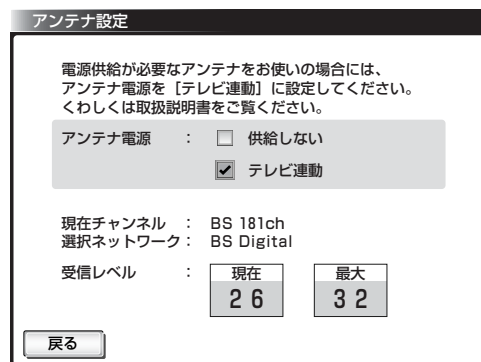 アンテナ設定
電源供給が必要なアンテナをお使いの場合には、
アンテナ電源を［テレビ連動］に設定してください。
くわしくは取扱説明書をご覧ください。
アンテナ電源 ： 供給しない
テレビ連動
現在チャンネル ： BS 181ch
選択ネットワーク： BS Digital
受信レベル ： 現在 最大
26 32
戻る